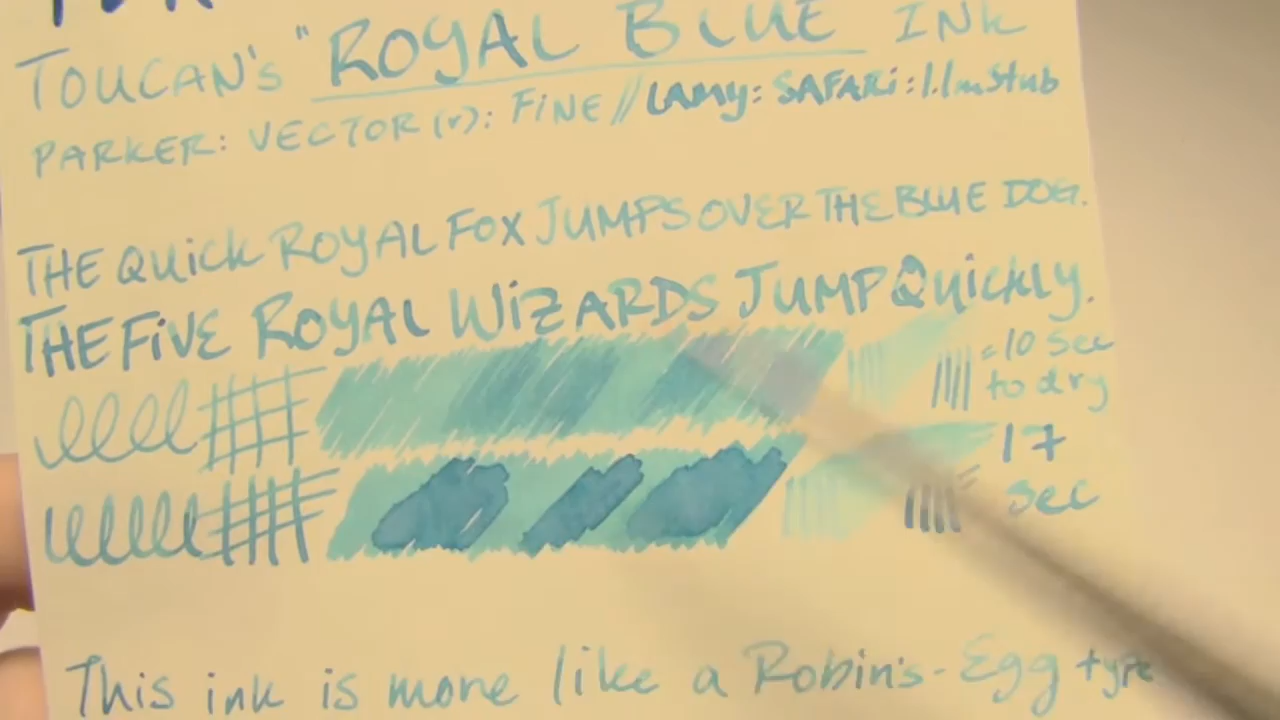 TOUCAN'S "ROYAL BLUE INK
PARKER: VECTOR (v): FiNE // LAMY: SAFARi: 1.1m Stub
THE QUick ROYAL FOX JUMPS OVER THE BLUE DOG.
THE FiVE ROYAL WiZARDS JUMP QUickLy.
= 10 Sec
to dry
17
Sec
This ink is more like a Robin's-Egg type